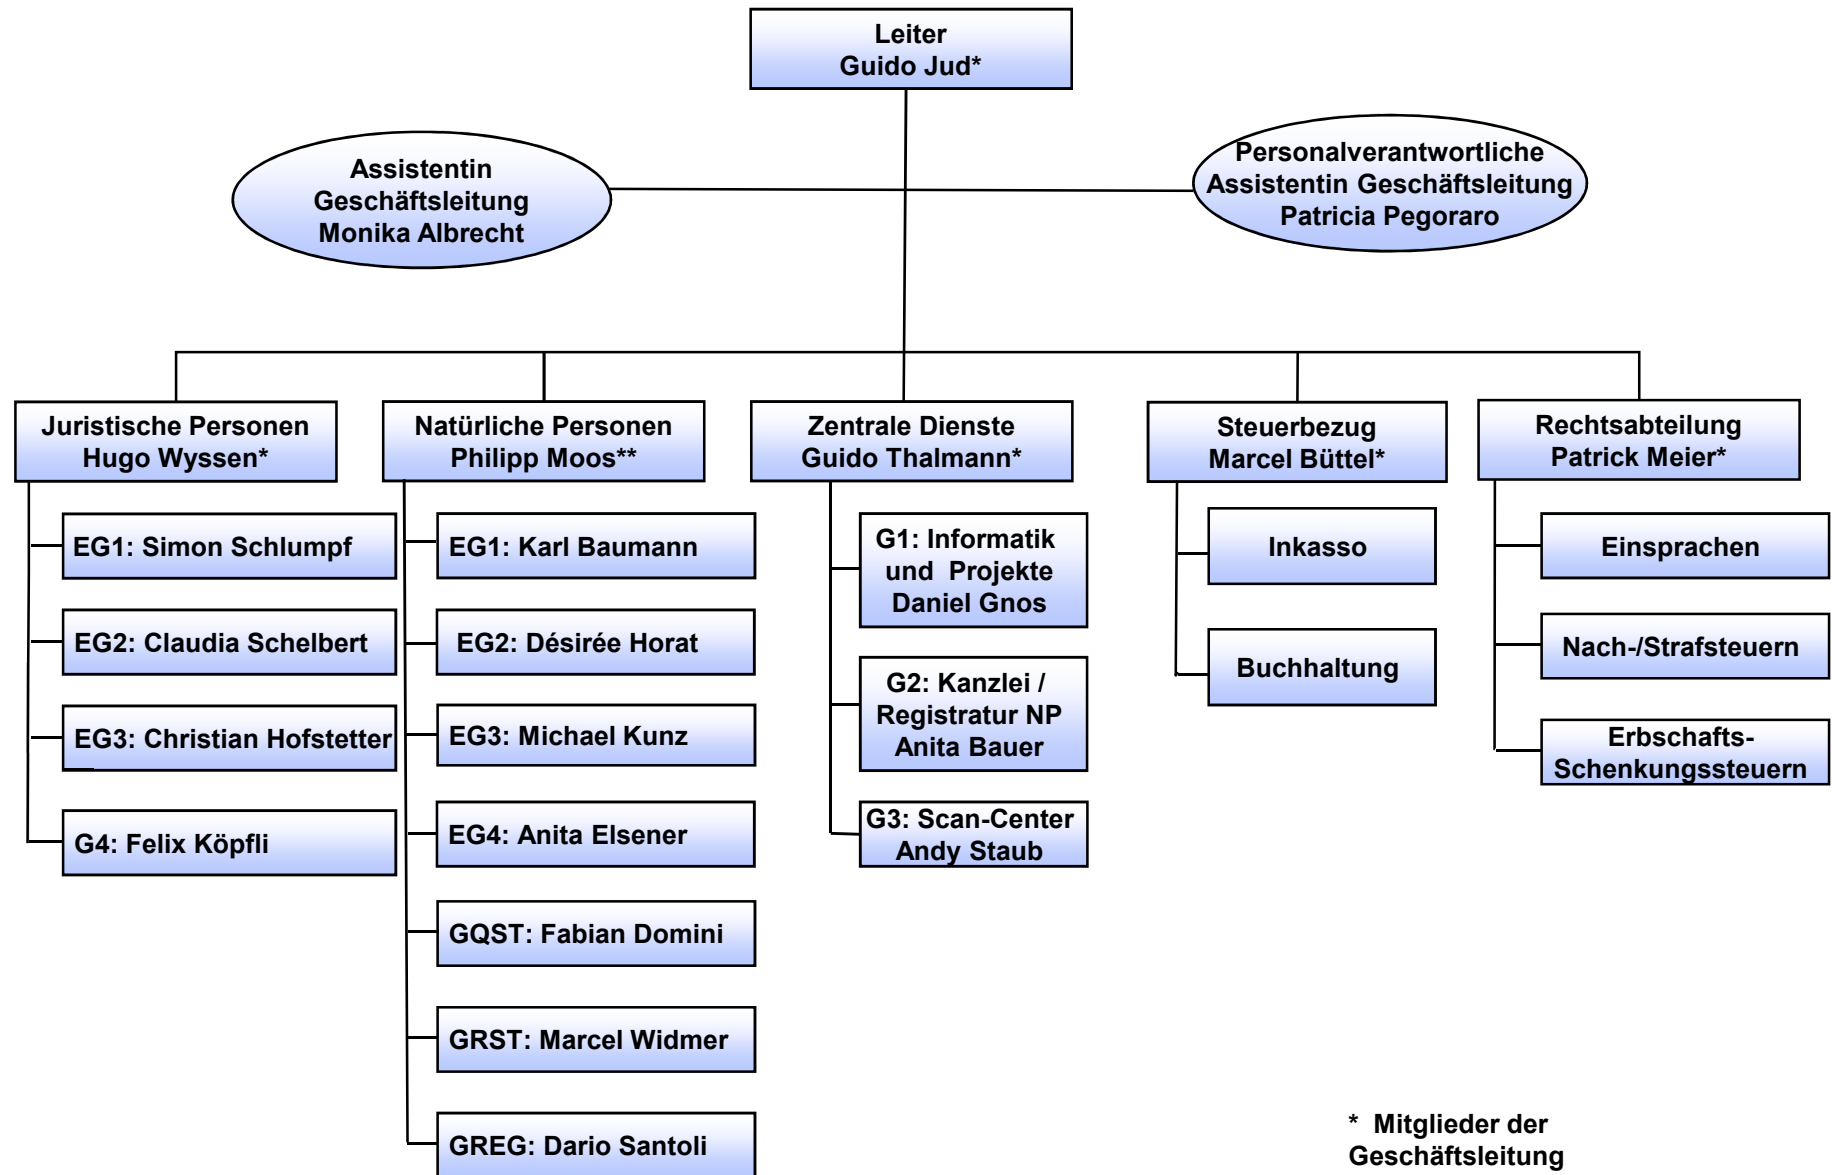 Leiter
Guido Jud*
Assistentin
Geschäftsleitung
Monika Albrecht
Personalverantwortliche
Assistentin Geschäftsleitung
Patricia Pegoraro
Juristische Personen
Hugo Wyssen*
EG1: Simon Schlumpf
EG2: Claudia Schelbert
EG3: Christian Hofstetter
G4: Felix Köpfli
Natürliche Personen
Philipp Moos**
EG1: Karl Baumann
EG2: Désirée Horat
EG3: Michael Kunz
EG4: Anita Elsener
GQST: Fabian Domini
GRST: Marcel Widmer
GREG: Dario Santoli
Zentrale Dienste
Guido Thalmann*
G1: Informatik
und Projekte
Daniel Gnos
G2: Kanzlei /
Registratur NP
Anita Bauer
G3: Scan-Center
Andy Staub
Steuerbezug
Marcel Büttel*
Inkasso
Buchhaltung
Rechtsabteilung
Patrick Meier*
Einsprachen
Nach-/Strafsteuern
Erbschafts-
Schenkungssteuern
* Mitglieder der
Geschäftsleitung